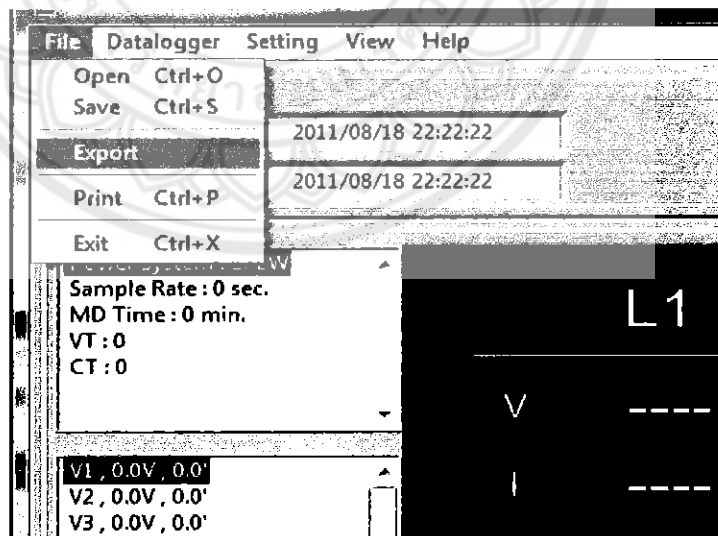 File Datalogger Setting View Help
Open Ctrl+O
Save Ctrl+S
Export
Print Ctrl+P
Exit Ctrl+X
2011/08/18 22:22:22
2011/08/18 22:22:22
Sample Rate : 0 sec.
MD Time : 0 min.
VT : 0
CT : 0
V1 , 0.0V , 0.0'
V2 , 0.0V , 0.0'
V3 , 0.0V , 0.0'
L1
V ----
I ----